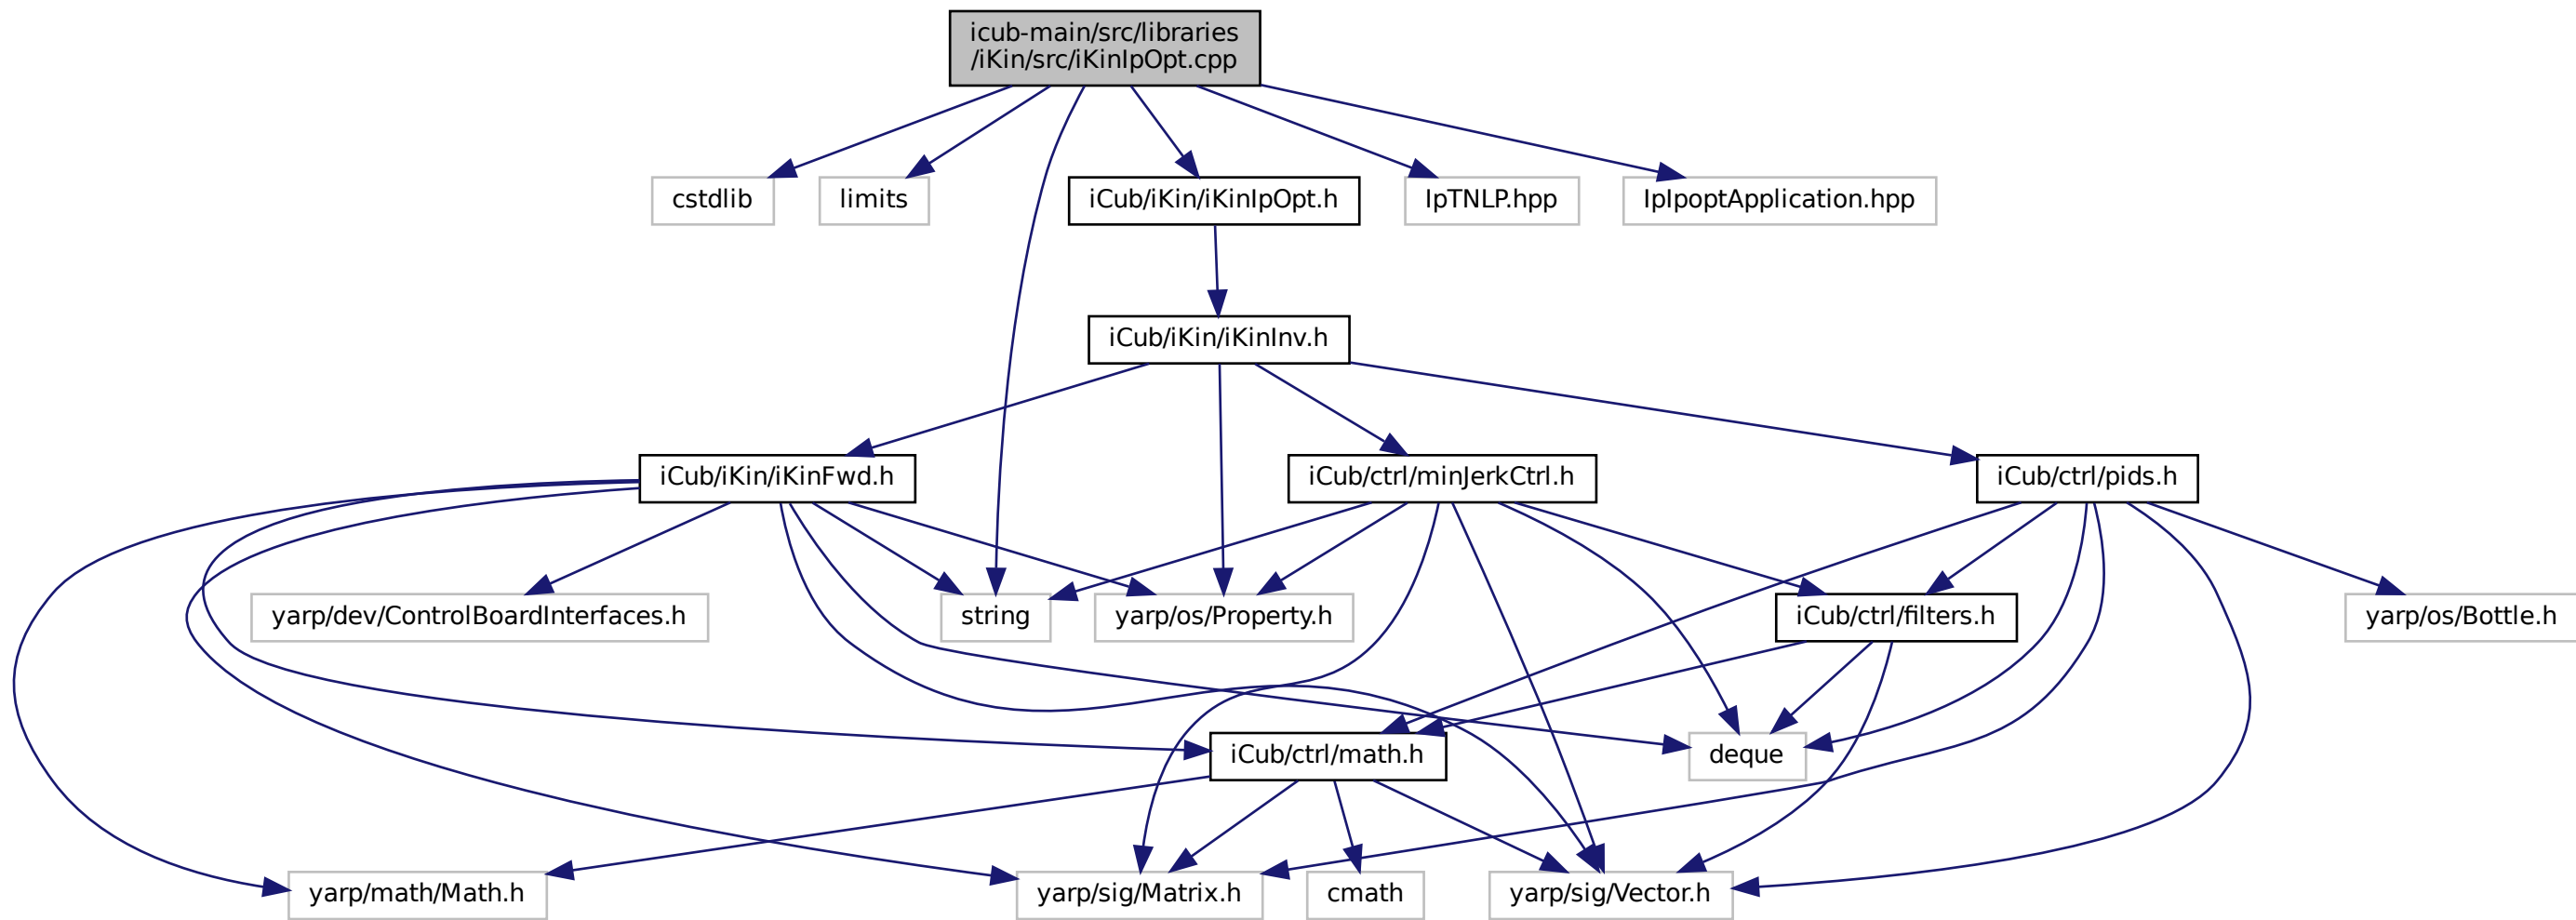 icub-main/src/libraries
/iKin/src/iKinIpOpt.cpp
cstdlib
limits
iCub/iKin/iKinIpOpt.h
IpTNLP.hpp
IpIpoptApplication.hpp
iCub/iKin/iKinInv.h
iCub/iKin/iKinFwd.h
iCub/ctrl/minJerkCtrl.h
iCub/ctrl/pids.h
yarp/dev/ControlBoardInterfaces.h
string
yarp/os/Property.h
iCub/ctrl/filters.h
yarp/os/Bottle.h
iCub/ctrl/math.h
deque
yarp/math/Math.h
yarp/sig/Matrix.h
cmath
yarp/sig/Vector.h